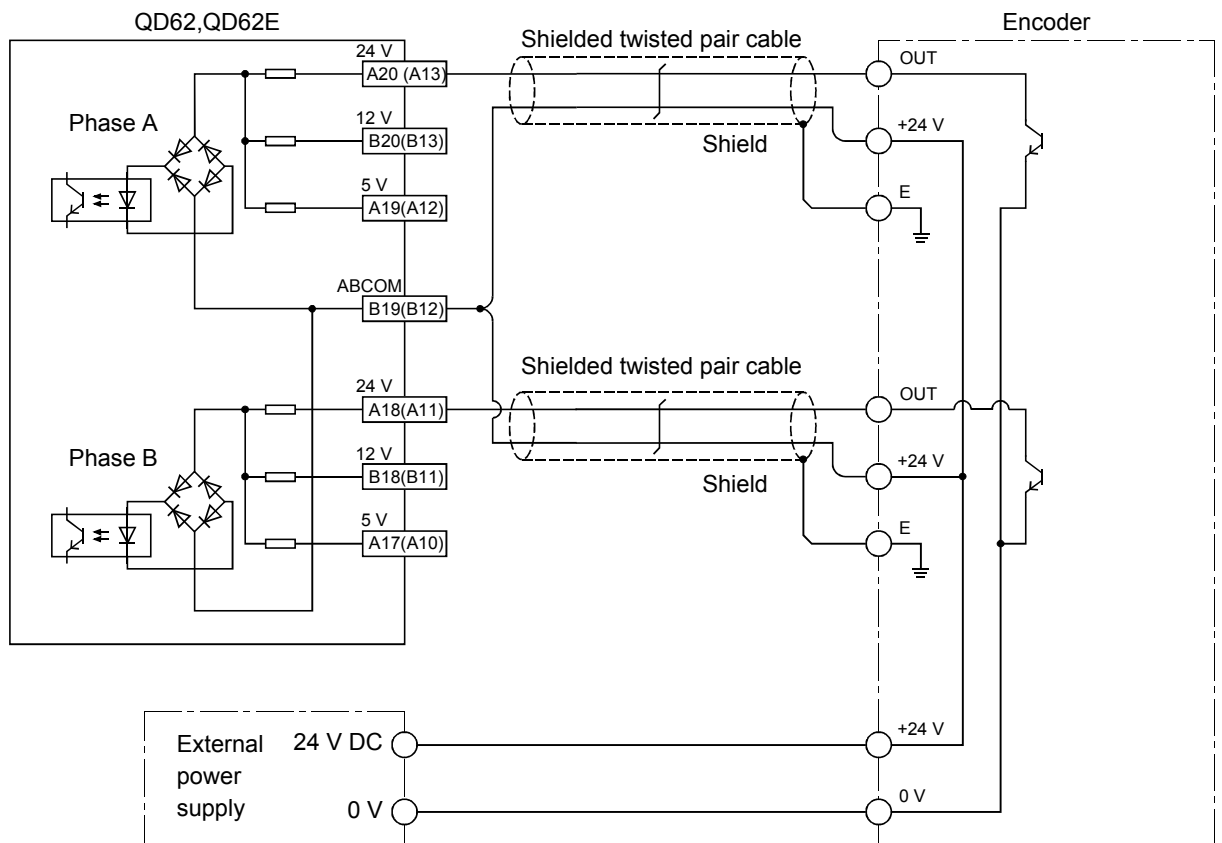 QD62,QD62E
Encoder
Shielded twisted pair cable
24 V
A20 (A13)
OUT
Phase A
12 V
B20(B13)
Shield
+24 V
5 V
A19(A12)
E
ABCOM
B19(B12)
Shielded twisted pair cable
24 V
A18(A11)
OUT
Phase B
12 V
B18(B11)
Shield
+24 V
5 V
A17(A10)
E
External
power
supply
24 V DC
+24 V
0 V
0 V